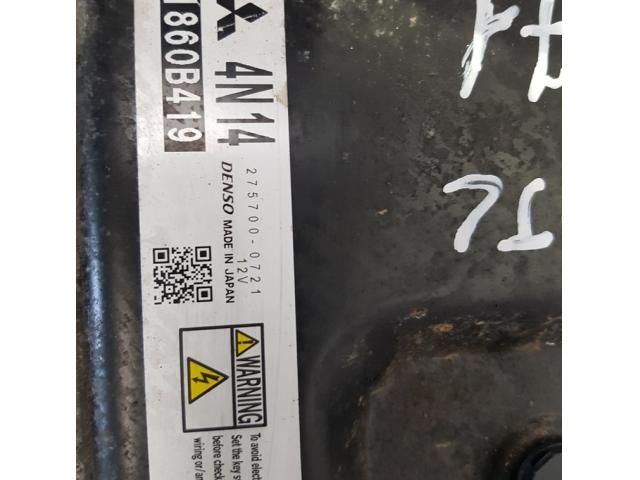 1860B419
4N14
275700-0721
12V
DENSO MADE IN JAPAN
WARNING
To avoid elect
Set the key s
before check
wiring or/an